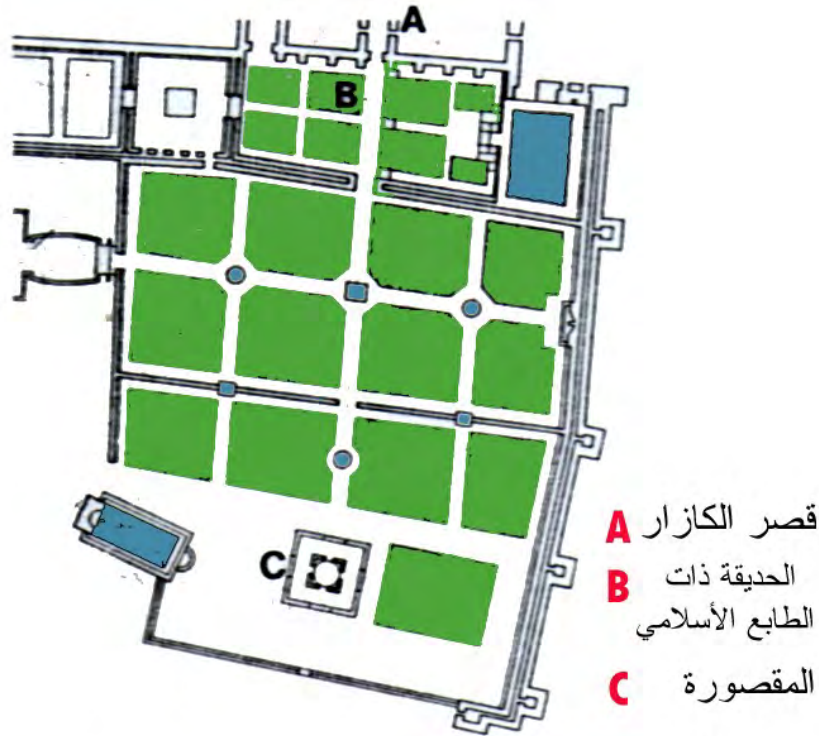 A
B
C
A قصر الكازار
B الحديقة ذات
الطابع الأسلامي
C المقصورة